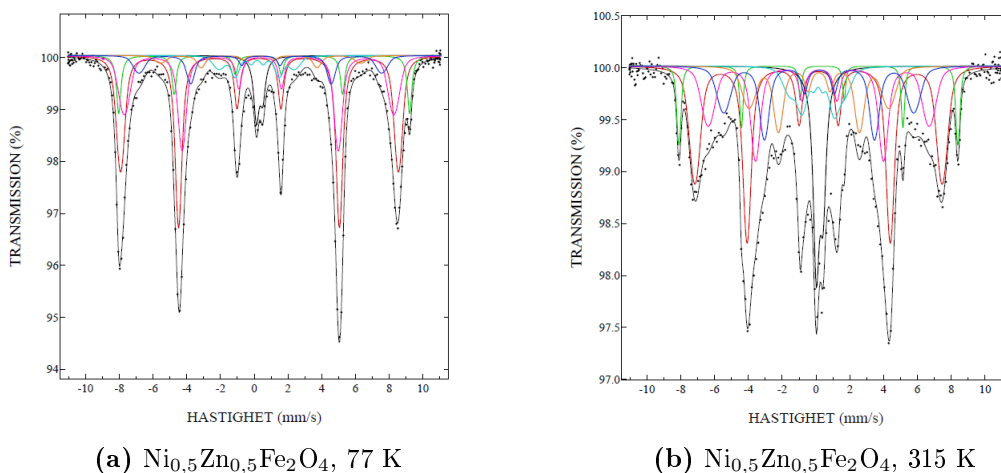 100
99
98
97
96
95
94
TRANSMISSION (%)
-10 -8 -6 -4 -2 0 2 4 6 8 10
HASTIGHET (mm/s)
(a) Ni0,5Zn0,5Fe2O4, 77 K
100.5
100.0
99.5
99.0
98.5
98.0
97.5
97.0
TRANSMISSION (%)
-10 -8 -6 -4 -2 0 2 4 6 8 10
HASTIGHET (mm/s)
(b) Ni0,5Zn0,5Fe2O4, 315 K